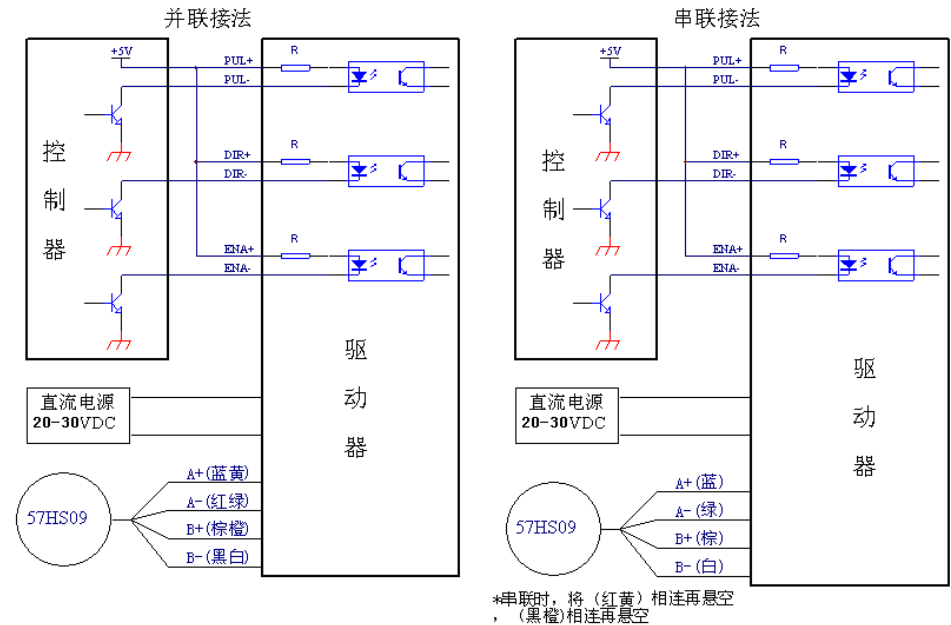 并联接法
+5V
PUL+
R
PUL-
DIR+
R
DIR-
ENA+
R
ENA-
控
制
器
驱
动
器
直流电源
20-30VDC
57HS09
A+(蓝黄)
A-(红绿)
B+(棕橙)
B-(黑白)
串联接法
+5V
PUL+
R
PUL-
DIR+
R
DIR-
ENA+
R
ENA-
控
制
器
驱
动
器
直流电源
20-30VDC
57HS09
A+(蓝)
A-(绿)
B+(棕)
B-(白)
*串联时，将（红黄）相连再悬空
，（黑橙)相连再悬空